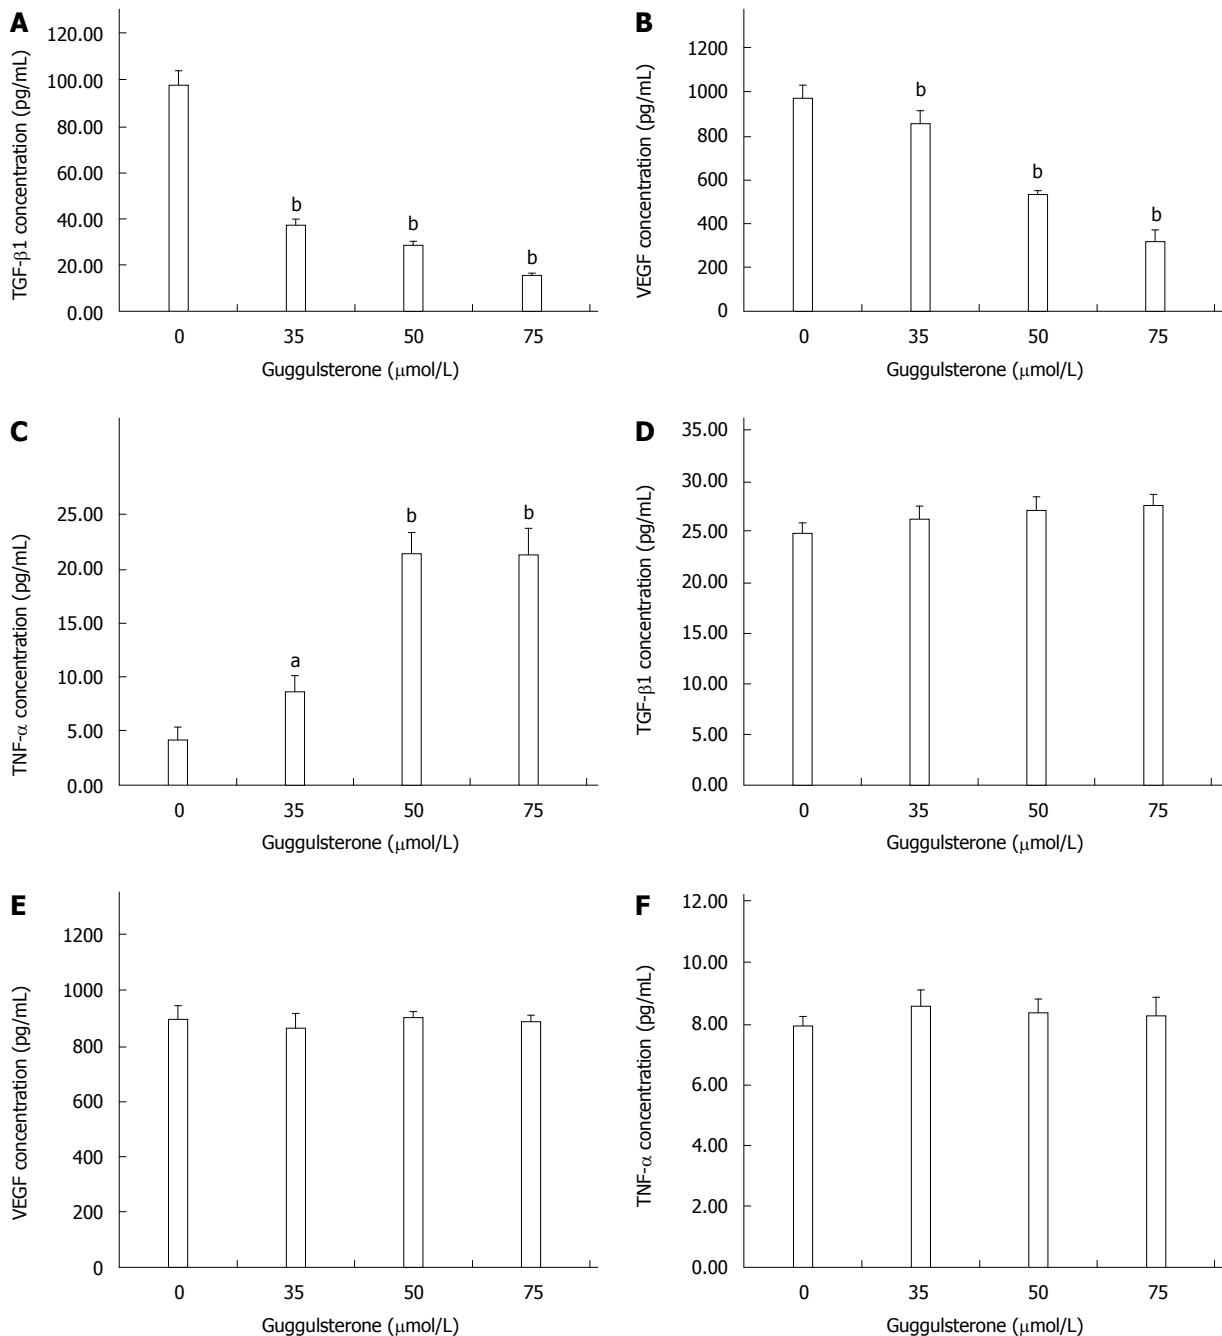 A
TGF-β1 concentration (pg/mL)
120.00
100.00
80.00
60.00
40.00
20.00
0.00
b
b
b
0 35 50 75
Guggulsterone (μmol/L)
B
VEGF concentration (pg/mL)
1200
1000
800
600
400
200
0
b
b
b
0 35 50 75
Guggulsterone (μmol/L)
C
TNF-α concentration (pg/mL)
25.00
20.00
15.00
10.00
5.00
0.00
a
b
b
0 35 50 75
Guggulsterone (μmol/L)
D
TGF-β1 concentration (pg/mL)
35.00
30.00
25.00
20.00
15.00
10.00
5.00
0.00
0 35 50 75
Guggulsterone (μmol/L)
E
VEGF concentration (pg/mL)
1200
1000
800
600
400
200
0
0 35 50 75
Guggulsterone (μmol/L)
F
TNF-α concentration (pg/mL)
12.00
10.00
8.00
6.00
4.00
2.00
0.00
0 35 50 75
Guggulsterone (μmol/L)